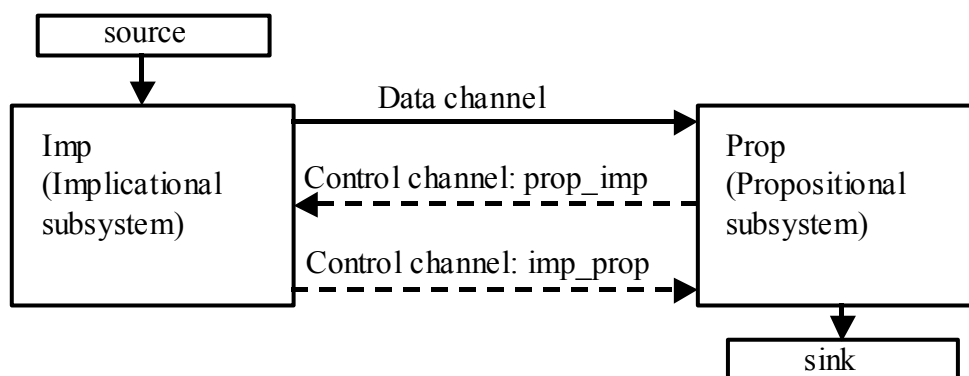 source
Data channel
Imp
(Implicational
subsystem)
Control channel: prop_imp
Control channel: imp_prop
Prop
(Propositional
subsystem)
sink